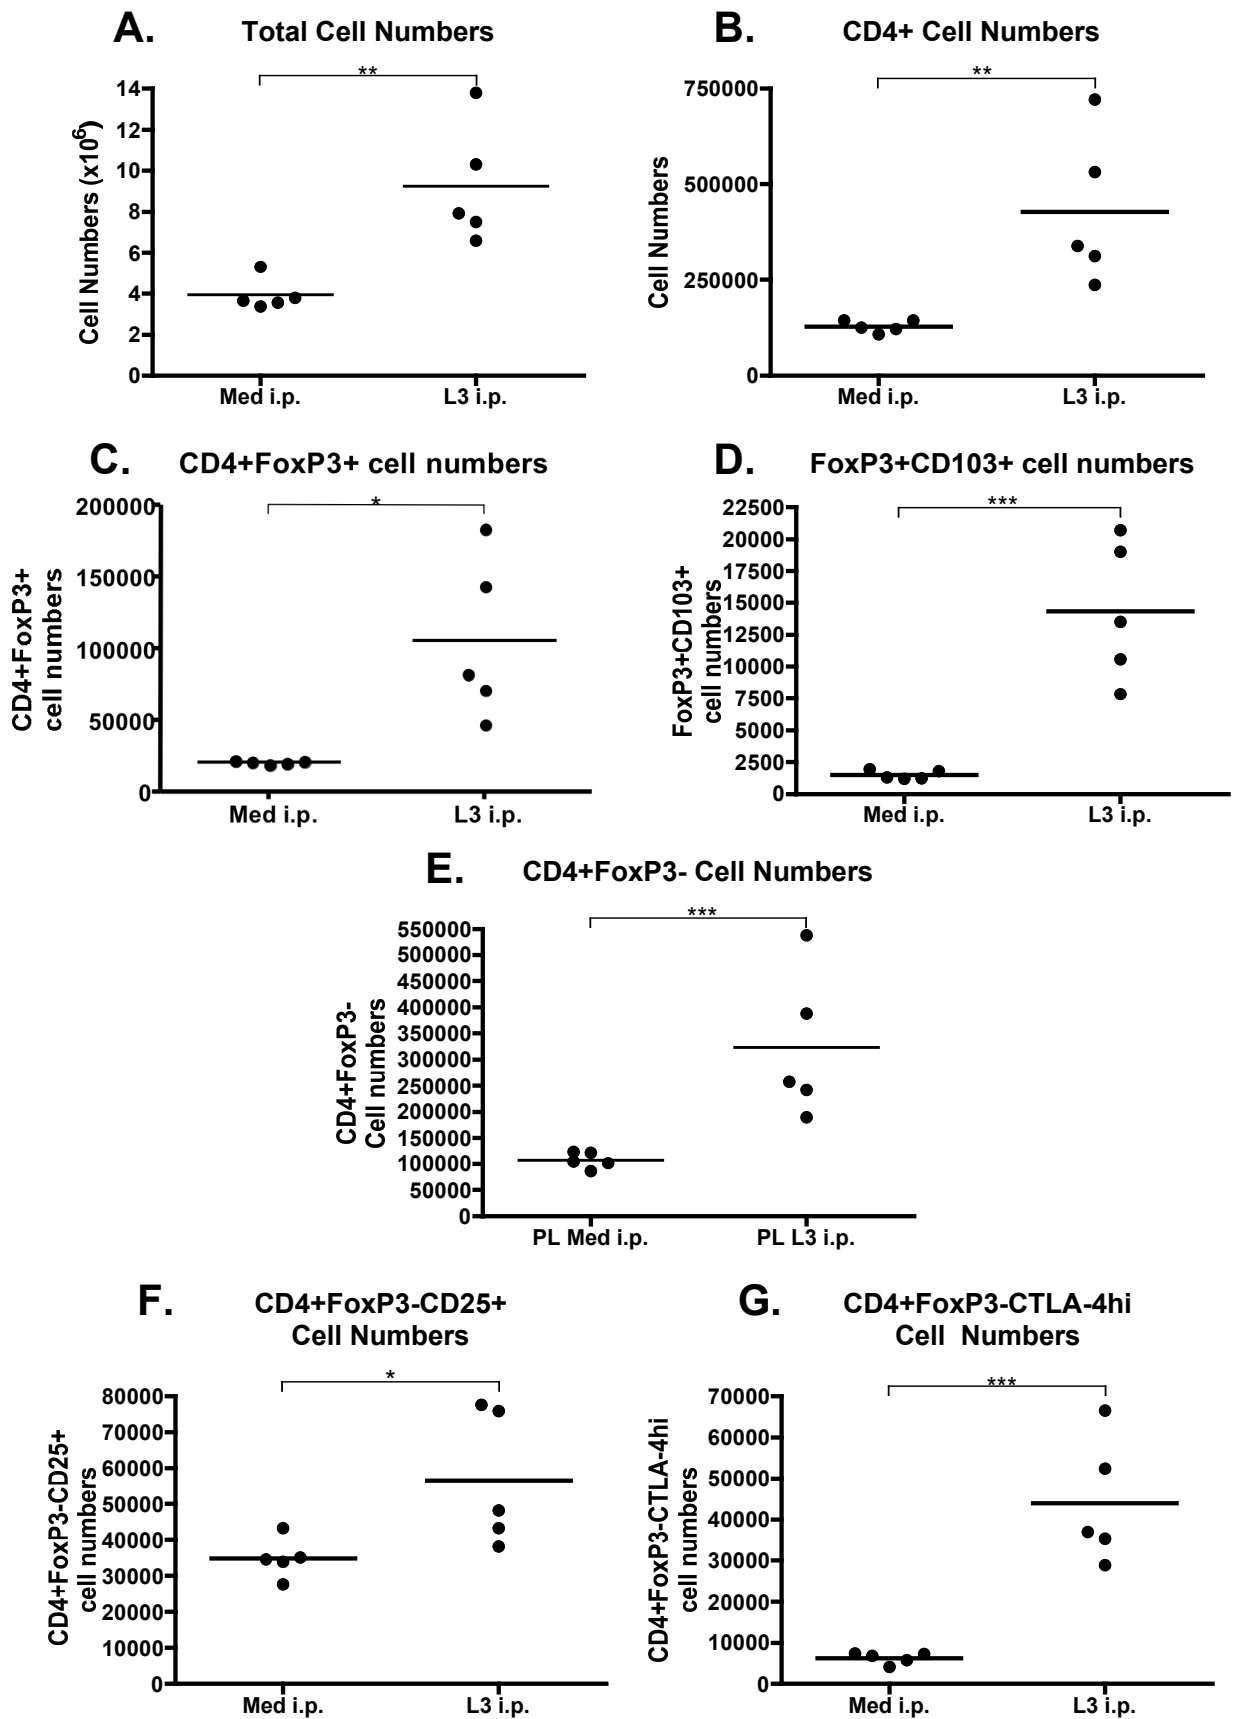 A. Total Cell Numbers
**
Cell Numbers (x10⁶)
14
12
10
8
6
4
2
0
Med i.p. L3 i.p.
B. CD4+ Cell Numbers
**
Cell Numbers
750000
500000
250000
0
Med i.p. L3 i.p.
C. CD4+FoxP3+ cell numbers
*
CD4+FoxP3+
cell numbers
200000
150000
100000
50000
0
Med i.p. L3 i.p.
D. FoxP3+CD103+ cell numbers
***
FoxP3+CD103+
cell numbers
22500
20000
17500
15000
12500
10000
7500
5000
2500
0
Med i.p. L3 i.p.
E. CD4+FoxP3- Cell Numbers
***
CD4+FoxP3-
Cell numbers
550000
500000
450000
400000
350000
300000
250000
200000
150000
100000
50000
0
PL Med i.p. PL L3 i.p.
F. CD4+FoxP3-CD25+
Cell Numbers
*
CD4+FoxP3-CD25+
cell numbers
80000
70000
60000
50000
40000
30000
20000
10000
0
Med i.p. L3 i.p.
G. CD4+FoxP3-CTLA-4hi
Cell Numbers
***
CD4+FoxP3-CTLA-4hi
cell numbers
70000
60000
50000
40000
30000
20000
10000
0
Med i.p. L3 i.p.